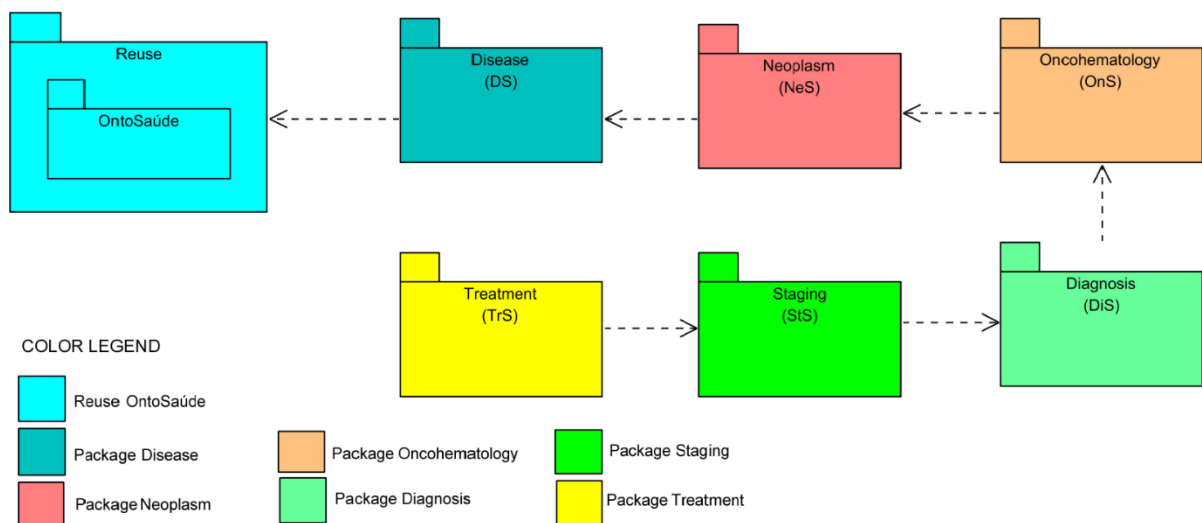 Reuse
OntoSaúde
Disease
(DS)
Neoplasm
(NeS)
Oncohematology
(OnS)
Treatment
(TrS)
Staging
(StS)
Diagnosis
(DiS)
COLOR LEGEND
Reuse OntoSaúde
Package Disease
Package Neoplasm
Package Oncohematology
Package Diagnosis
Package Staging
Package Treatment